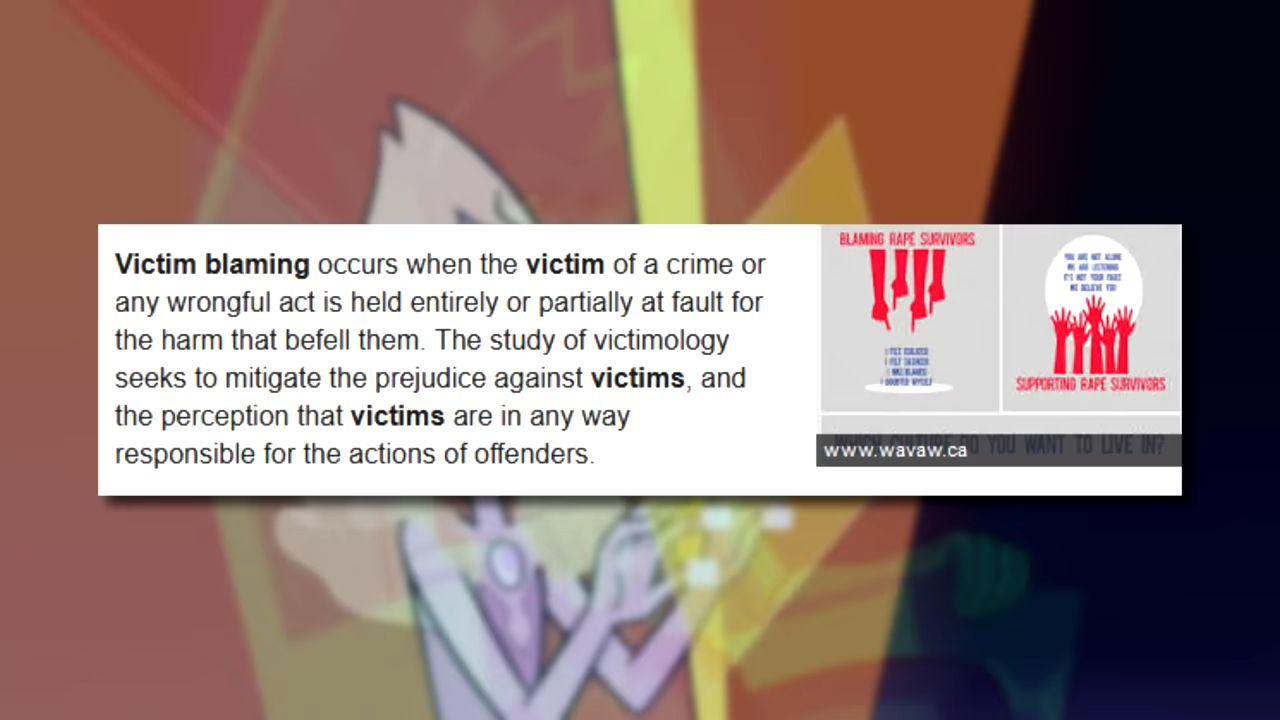 Victim blaming occurs when the victim of a crime or
any wrongful act is held entirely or partially at fault for
the harm that befell them. The study of victimology
seeks to mitigate the prejudice against victims, and
the perception that victims are in any way
responsible for the actions of offenders.
BLAMING RAPE SURVIVORS
I FELT ISOLATED
I FELT SILENCED
I WAS BLAMED
I DOUBTED MYSELF
YOU ARE NOT ALONE
WE ARE LISTENING
IT'S NOT YOUR FAULT
WE BELIEVE YOU
SUPPORTING RAPE SURVIVORS
WHICH CULTURE DO YOU WANT TO LIVE IN?
www.wavaw.ca